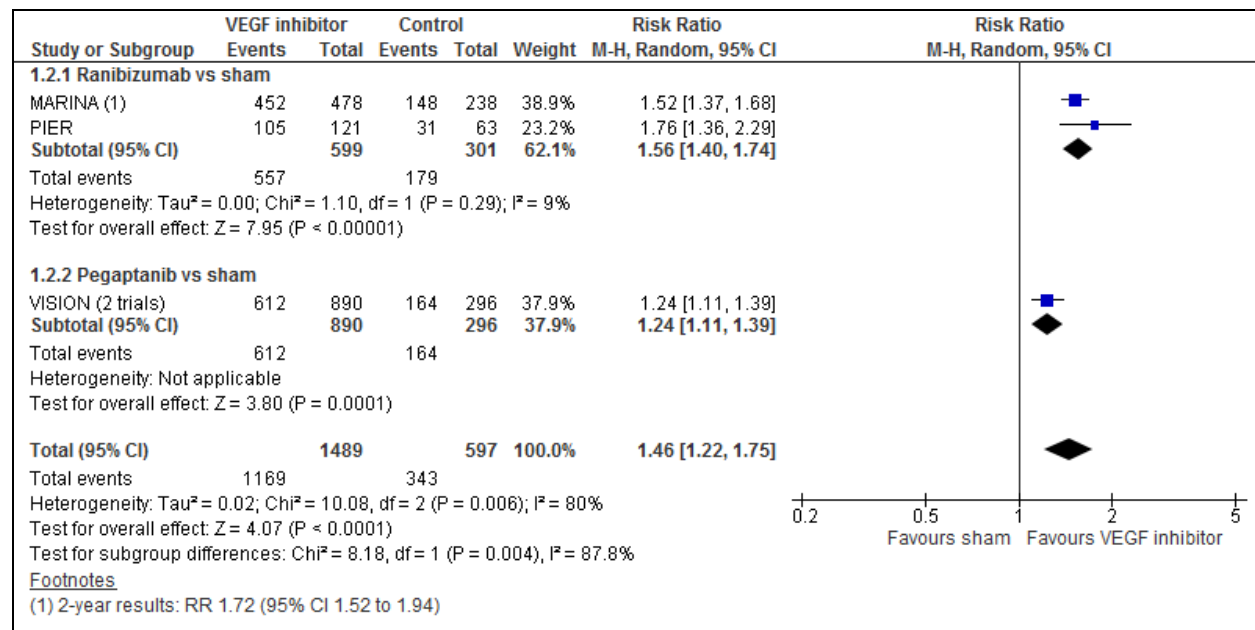 VEGF inhibitor Control Risk Ratio Risk Ratio
Study or Subgroup Events Total Events Total Weight M-H, Random, 95% CI M-H, Random, 95% CI
1.2.1 Ranibizumab vs sham
MARINA (1) 452 478 148 238 38.9% 1.52 [1.37, 1.68]
PIER 105 121 31 63 23.2% 1.76 [1.36, 2.29]
Subtotal (95% CI) 599 301 62.1% 1.56 [1.40, 1.74]
Total events 557 179
Heterogeneity: Tau² = 0.00; Chi² = 1.10, df = 1 (P = 0.29); I² = 9%
Test for overall effect: Z = 7.95 (P < 0.00001)
1.2.2 Pegaptanib vs sham
VISION (2 trials) 612 890 164 296 37.9% 1.24 [1.11, 1.39]
Subtotal (95% CI) 890 296 37.9% 1.24 [1.11, 1.39]
Total events 612 164
Heterogeneity: Not applicable
Test for overall effect: Z = 3.80 (P = 0.0001)
Total (95% CI) 1489 597 100.0% 1.46 [1.22, 1.75]
Total events 1169 343
Heterogeneity: Tau² = 0.02; Chi² = 10.08, df = 2 (P = 0.006); I² = 80%
Test for overall effect: Z = 4.07 (P < 0.0001)
Test for subgroup differences: Chi² = 8.18, df = 1 (P = 0.004), I² = 87.8%
0.2 0.5 1 2 5
Favours sham Favours VEGF inhibitor
Footnotes
(1) 2-year results: RR 1.72 (95% CI 1.52 to 1.94)